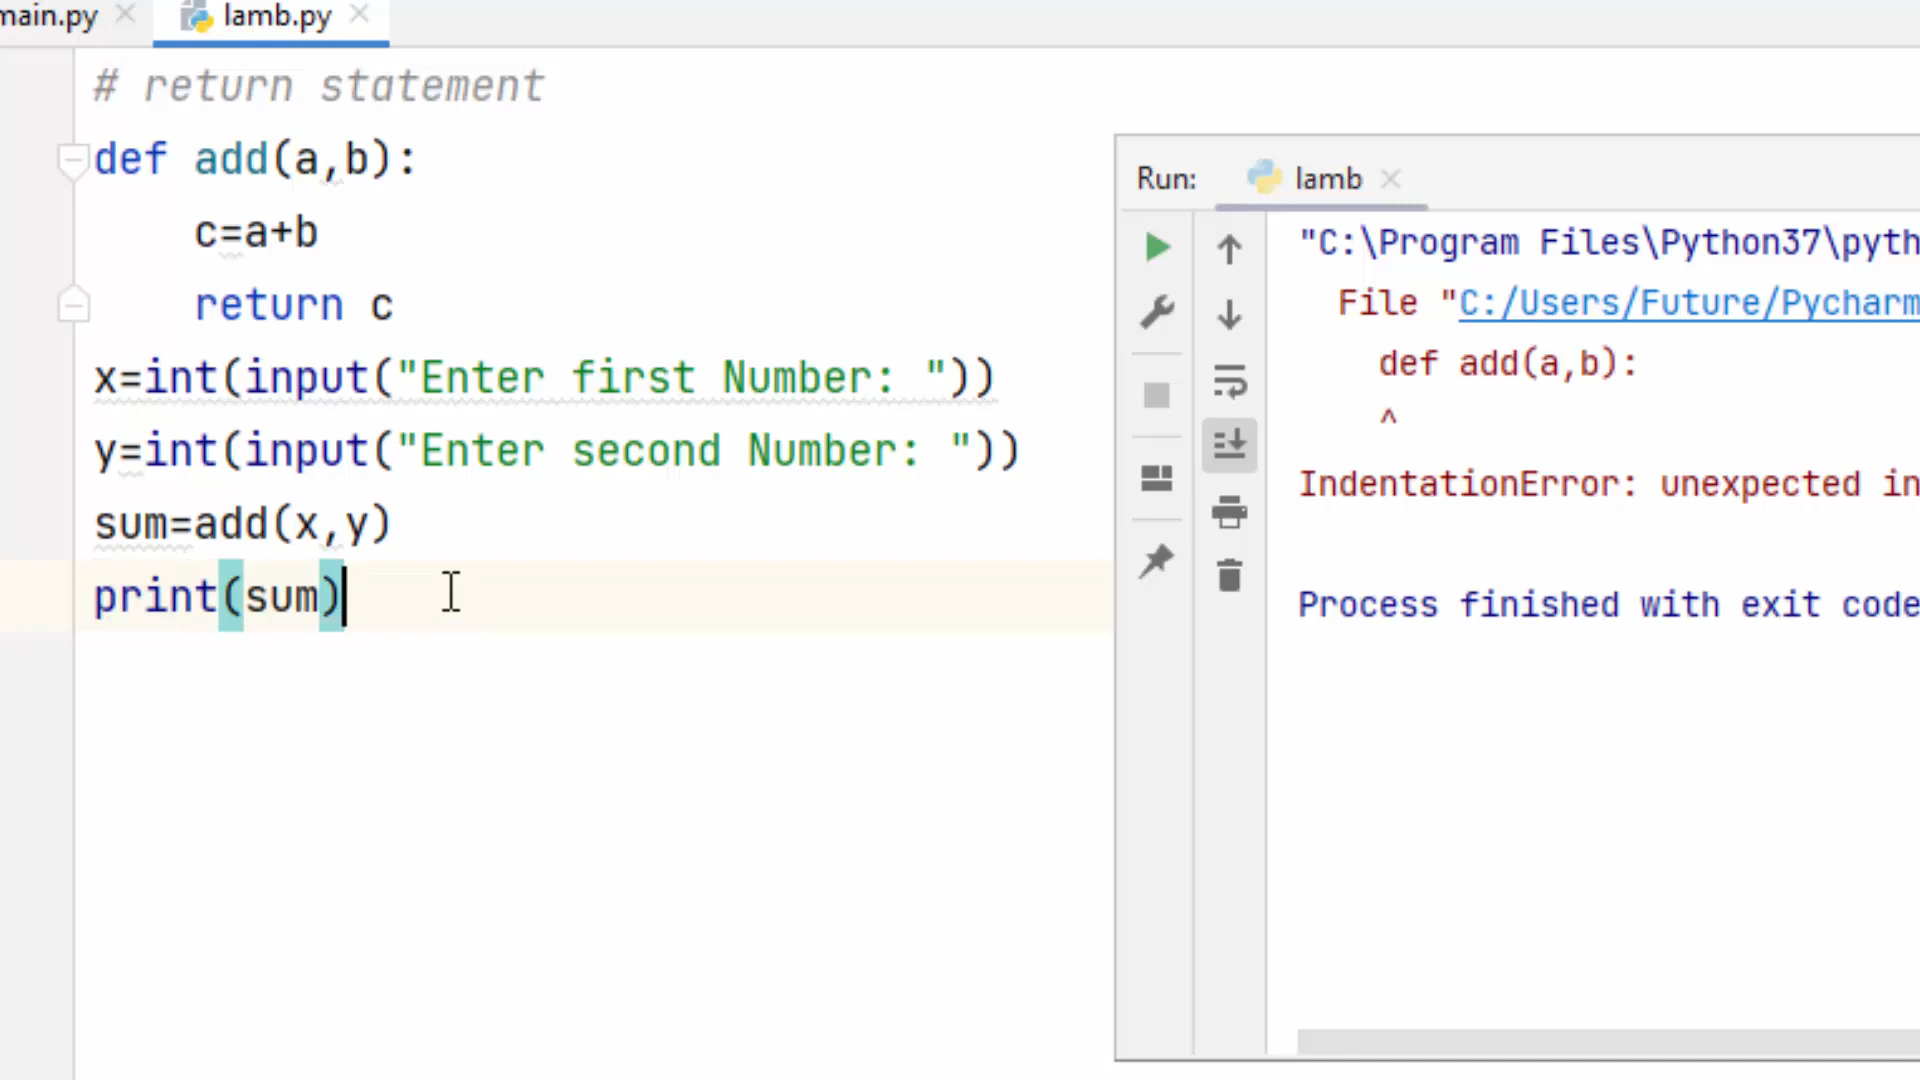 main.py
lamb.py
# return statement
def add(a,b):
    c=a+b
    return c
x=int(input("Enter first Number: "))
y=int(input("Enter second Number: "))
sum=add(x,y)
print(sum)
Run:
lamb
"C:\Program Files\Python37\pyth
File "C:/Users/Future/Pycharm
def add(a,b):
^
IndentationError: unexpected in
Process finished with exit code